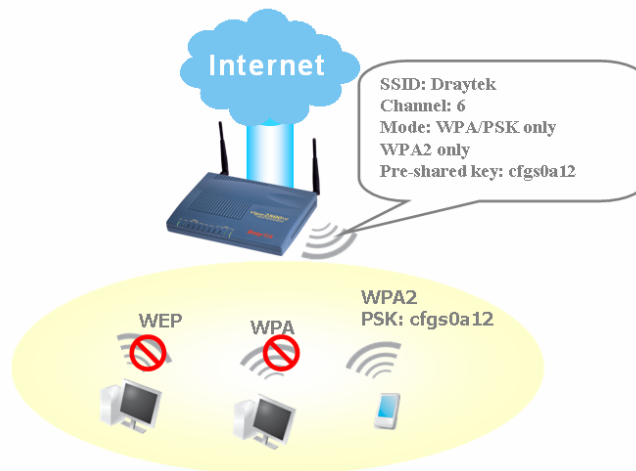 Internet
SSID: Draytek
Channel: 6
Mode: WPA/PSK only
WPA2 only
Pre-shared key: cfgs0a12
WEP
WPA
WPA2
PSK: cfgs0a12